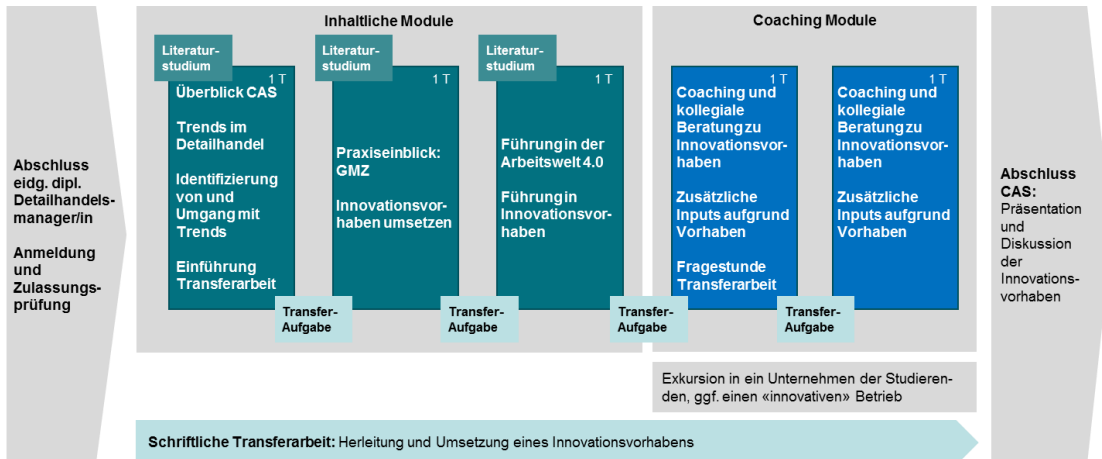 Abschluss
eidg. dipl.
Detailhandels-
manager/in
Anmeldung
und
Zulassungs-
prüfung
Inhaltliche Module
Literatur-
studium
1 T
Überblick CAS
Trends im
Detailhandel
Identifizierung
von und
Umgang mit
Trends
Einführung
Transferarbeit
Transfer-
Aufgabe
Literatur-
studium
1 T
Praxiseinblick:
GMZ
Innovationsvor-
haben umsetzen
Transfer-
Aufgabe
Literatur-
studium
1 T
Führung in der
Arbeitswelt 4.0
Führung in
Innovationsvor-
haben
Transfer-
Aufgabe
Coaching Module
1 T
Coaching und
kollegiale
Beratung zu
Innovationsvor-
haben
Zusätzliche
Inputs aufgrund
Vorhaben
Fragestunde
Transferarbeit
Transfer-
Aufgabe
1 T
Coaching und
kollegiale
Beratung zu
Innovationsvor-
haben
Zusätzliche
Inputs aufgrund
Vorhaben
Exkursion in ein Unternehmen der Studieren-
den, ggf. einen «innovativen» Betrieb
Schriftliche Transferarbeit: Herleitung und Umsetzung eines Innovationsvorhabens
Abschluss
CAS:
Präsentation
und
Diskussion
der
Innovations-
vorhaben